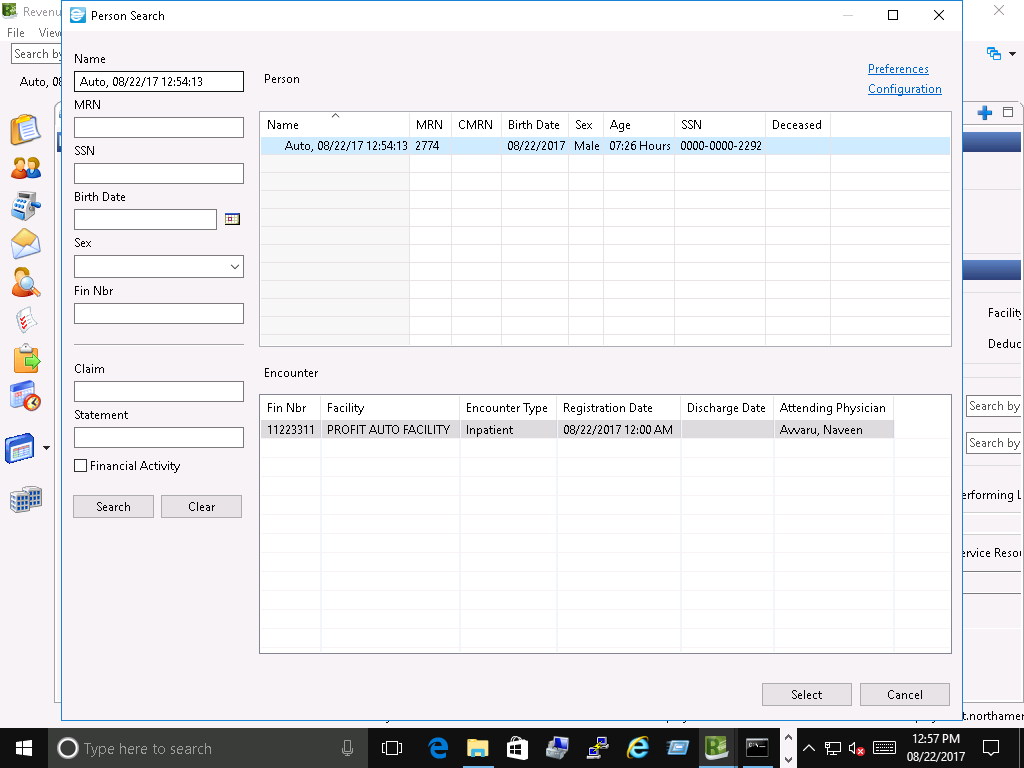 Revenu
Person Search
File View
Search by
Auto, 08
Name
Auto, 08/22/17 12:54:13
MRN
SSN
Birth Date
Sex
Fin Nbr
Claim
Statement
Financial Activity
Search Clear
Person
Preferences
Configuration
Name MRN CMRN Birth Date Sex Age SSN Deceased
Auto, 08/22/17 12:54:13 2774 08/22/2017 Male 07:26 Hours 0000-0000-2292
Encounter
Fin Nbr Facility Encounter Type Registration Date Discharge Date Attending Physician
11223311 PROFIT AUTO FACILITY Inpatient 08/22/2017 12:00 AM Avvaru, Naveen
Select Cancel
Facility
Deduc
Search by
Search by
erforming L
ervice Resou
t.northamer
Type here to search
12:57 PM
08/22/2017